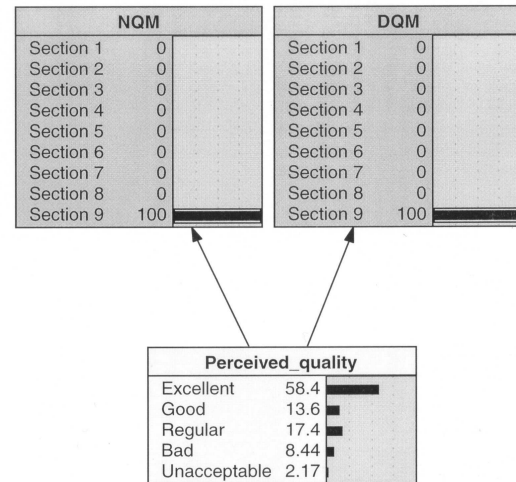 NQM
Section 1 0
Section 2 0
Section 3 0
Section 4 0
Section 5 0
Section 6 0
Section 7 0
Section 8 0
Section 9 100
DQM
Section 1 0
Section 2 0
Section 3 0
Section 4 0
Section 5 0
Section 6 0
Section 7 0
Section 8 0
Section 9 100
Perceived_quality
Excellent 58.4
Good 13.6
Regular 17.4
Bad 8.44
Unacceptable 2.17